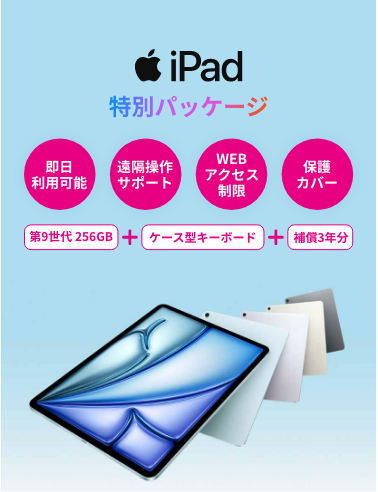 iPad
特別パッケージ
即日
利用可能
遠隔操作
サポート
WEB
アクセス
制限
保護
カバー
第9世代 256GB + ケース型キーボード + 補償3年分